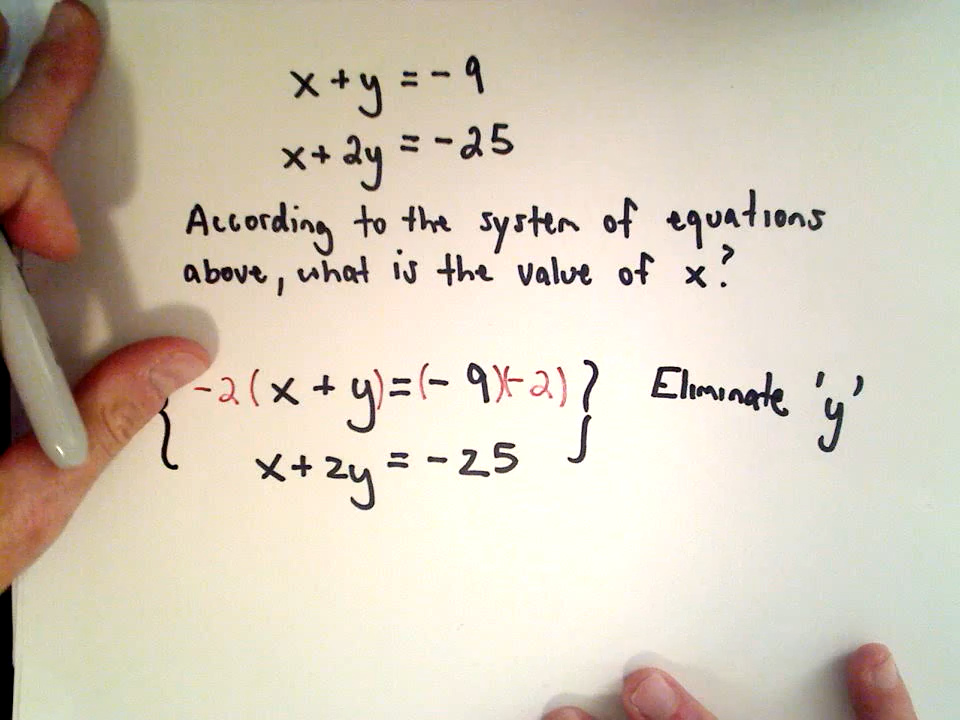 x + y = - 9
x + 2y = - 25
According to the system of equations
above, what is the value of x?
-2 ( x + y ) = (- 9)(-2) } Eliminate 'y'
x + 2y = - 25